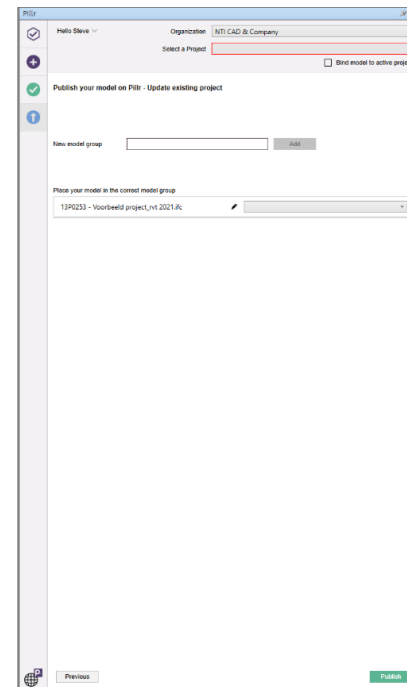 Pillr
Hello Steve
Organization NTI CAD & Company
Select a Project
Bind model to active proje
Publish your model on Pillr - Update existing project
New model group Add
Place your model in the correct model group
13P0253 - Voorbeeld project_rvt 2021.ifc
P
Previous Publish